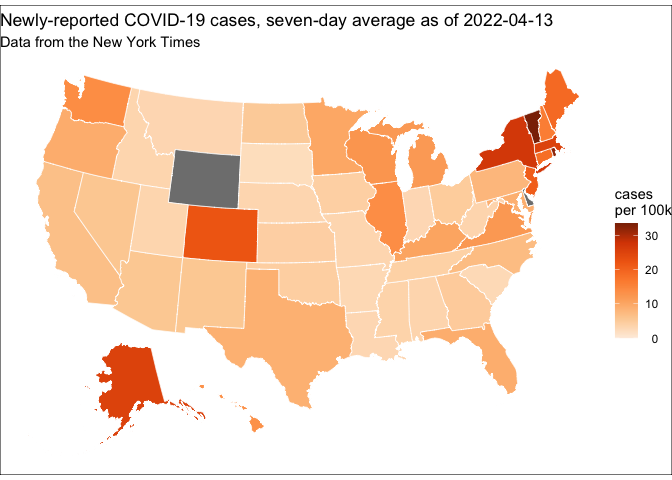 Newly-reported COVID-19 cases, seven-day average as of 2022-04-13
Data from the New York Times
cases
per 100k
30
20
10
0